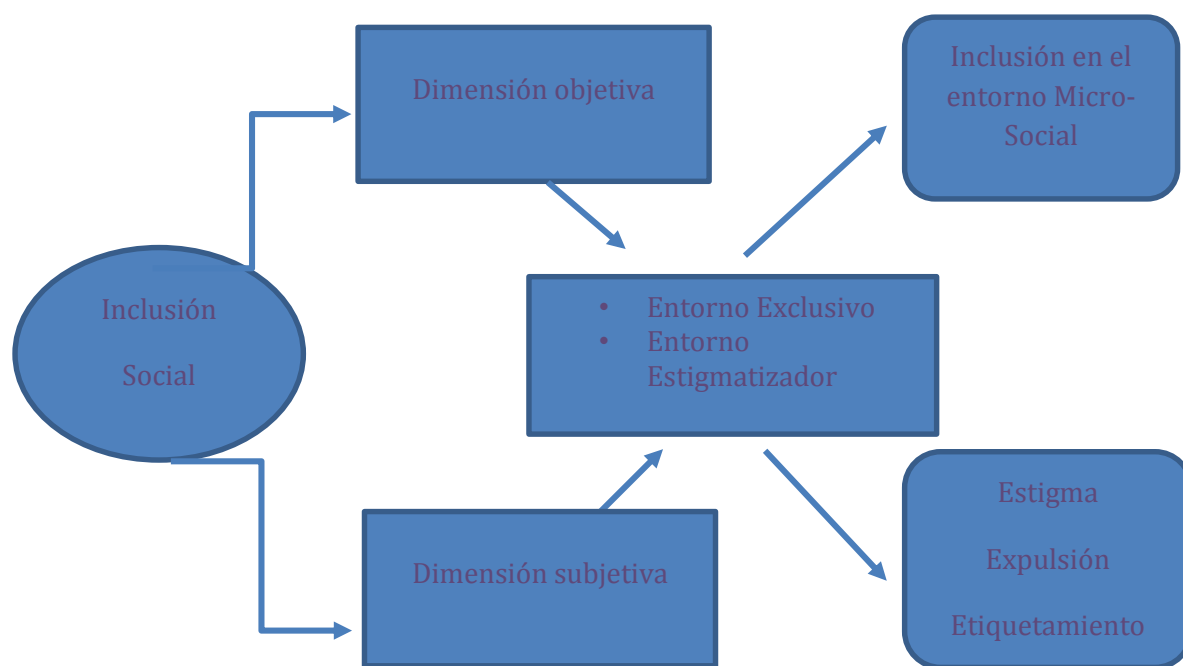 Dimensión objetiva
Inclusión en el
entorno Micro-
Social
Inclusión
Social
• Entorno Exclusivo
• Entorno
Estigmatizador
Dimensión subjetiva
Estigma
Expulsión
Etiquetamiento